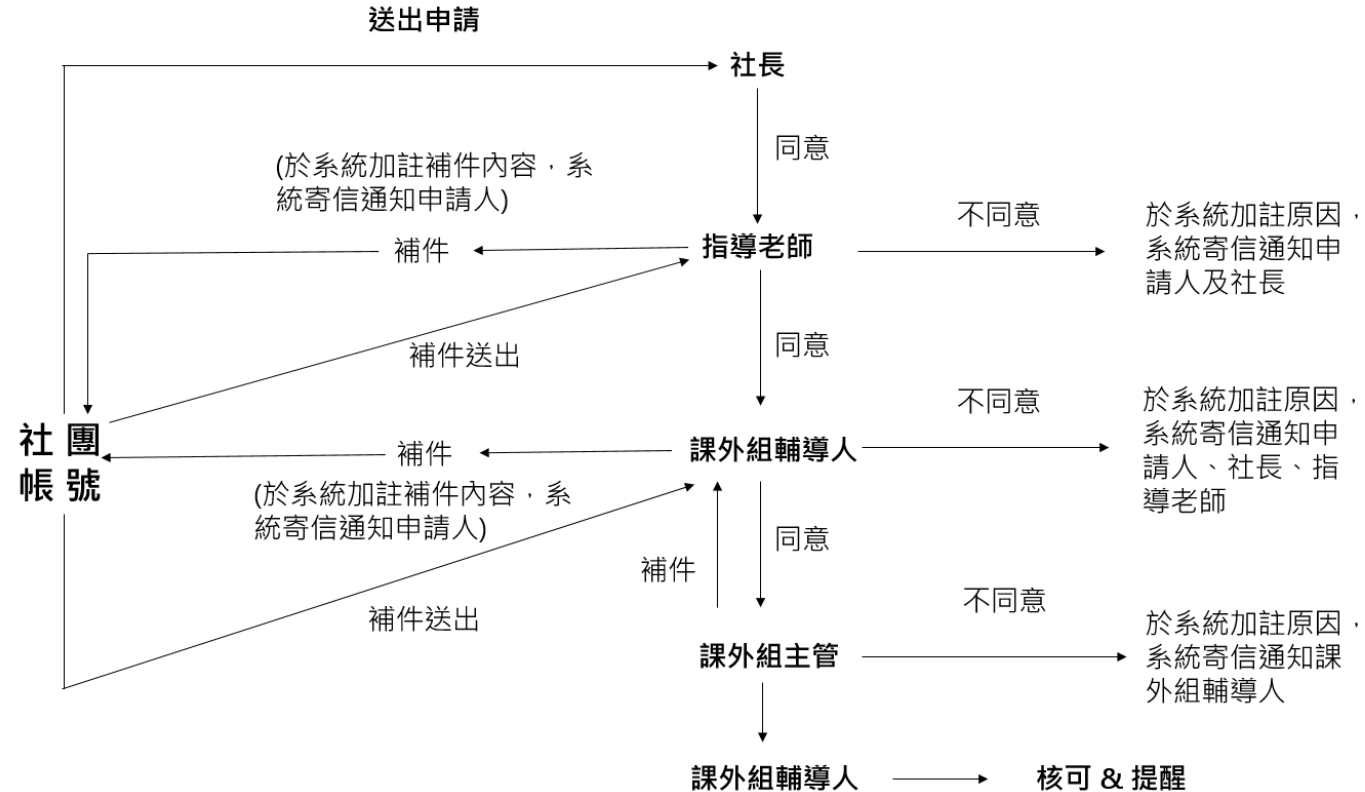 送出申請
社長
同意
(於系統加註補件內容，系
統寄信通知申請人)
不同意
於系統加註原因，
系統寄信通知申
請人及社長
指導老師
補件
同意
補件送出
不同意
於系統加註原因，
系統寄信通知申
請人、社長、指
導老師
社 團
帳 號
課外組輔導人
補件
(於系統加註補件內容，系
統寄信通知申請人)
同意
補件
不同意
補件送出
於系統加註原因，
系統寄信通知課
外組輔導人
課外組主管
課外組輔導人
核可 & 提醒